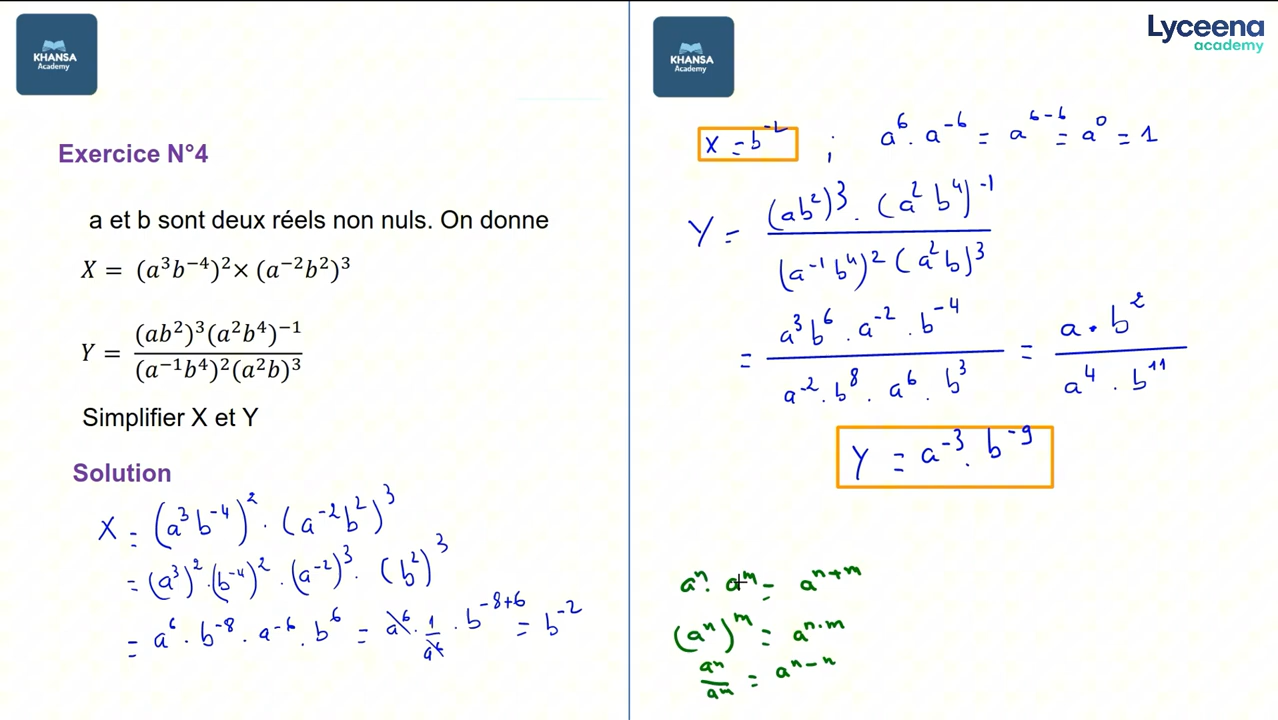 KHANSA
Academy
Exercice N°4
a et b sont deux réels non nuls. On donne
X = (a³b⁻⁴)²× (a⁻²b²)³
Y = (ab²)³(a²b⁴)⁻¹ / (a⁻¹b⁴)²(a²b)³
Simplifier X et Y
Solution
X = (a³b⁻⁴)² · (a⁻²b²)³
= (a³)² · (b⁻⁴)² · (a⁻²)³ · (b²)³
= a⁶ · b⁻⁸ · a⁻⁶ · b⁶ = a⁶ · 1/a⁶ · b⁻⁸⁺⁶ = b⁻²
KHANSA
Academy
Lyceena
academy
X = b⁻² ; a⁶ · a⁻⁶ = a⁶⁻⁶ = a⁰ = 1
Y = (ab²)³ · (a²b⁴)⁻¹ / (a⁻¹b⁴)² (a²b)³
= a³b⁶ · a⁻² · b⁻⁴ / a⁻² · b⁸ · a⁶ · b³ = a · b² / a⁴ · b¹¹
Y = a⁻³ · b⁻⁹
aⁿ · aᵐ = aⁿ⁺ᵐ
(aⁿ)ᵐ = aⁿ·ᵐ
aⁿ / aᵐ = aⁿ⁻ⁿ